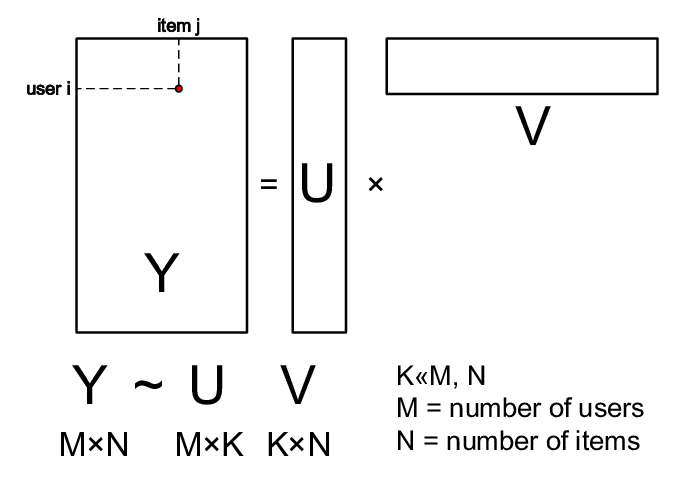 item j
user i
V
= U ×
Y
Y ~ U V
M×N M×K K×N
K«M, N
M = number of users
N = number of items